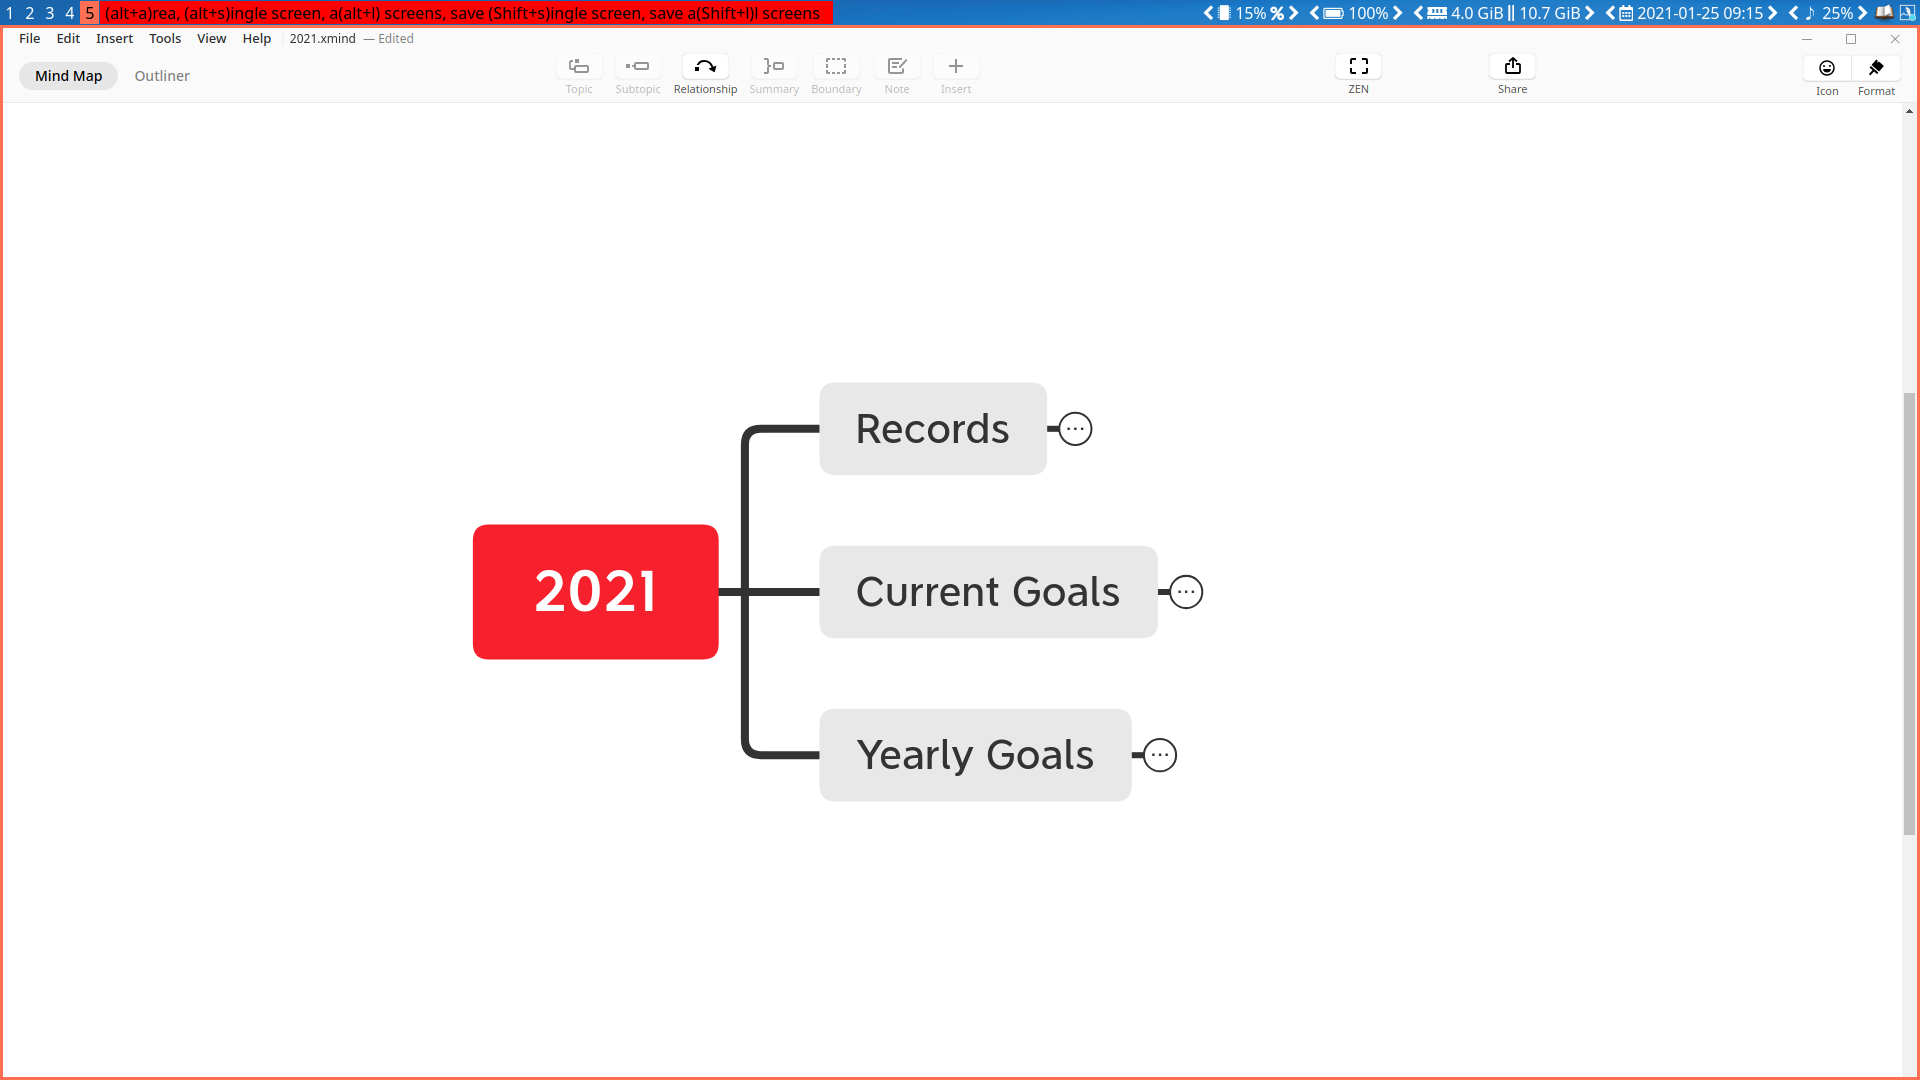 1 2 3 4 5 (alt+a)rea, (alt+s)ingle screen, a(alt+l) screens, save (Shift+s)ingle screen, save a(Shift+l)l screens 15% 100% 4.0 GiB || 10.7 GiB 2021-01-25 09:15 25%
File Edit Insert Tools View Help 2021.xmind — Edited
Mind Map Outliner
Topic Subtopic Relationship Summary Boundary Note Insert ZEN Share Icon Format
Records
2021
Current Goals
Yearly Goals